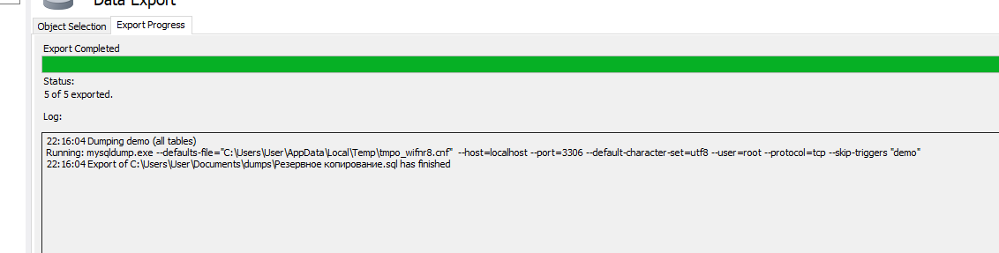 Data Export
Object Selection
Export Progress
Export Completed
Status:
5 of 5 exported.
Log:
22:16:04 Dumping demo (all tables)
Running: mysqldump.exe --defaults-file="C:\Users\User\AppData\Local\Temp\tmpo_wifnr8.cnf"  --host=localhost --port=3306 --default-character-set=utf8 --user=root --protocol=tcp --skip-triggers "demo"
22:16:04 Export of C:\Users\User\Documents\dumps\Резервное копирование.sql has finished